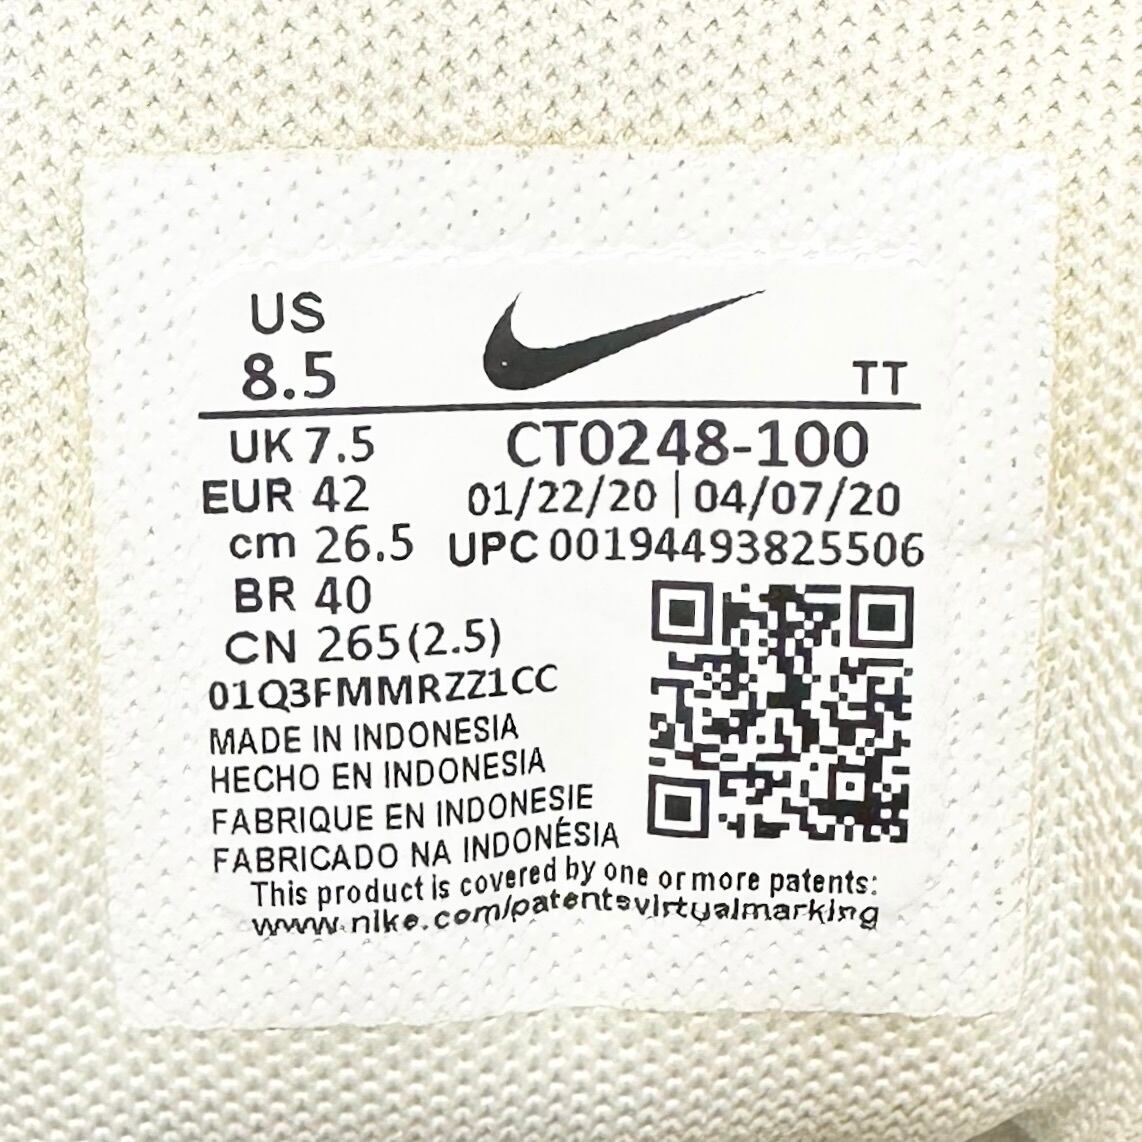 US
8.5
TT
UK 7.5
CT0248-100
EUR 42
01/22/20 | 04/07/20
cm 26.5
UPC 00194493825506
BR 40
CN 265(2.5)
01Q3FMMRZZ1CC
MADE IN INDONESIA
HECHO EN INDONESIA
FABRIQUE EN INDONESIE
FABRICADO NA INDONÉSIA
This product is covered by one or more patents:
www.nike.com/patentsvirtualmarking